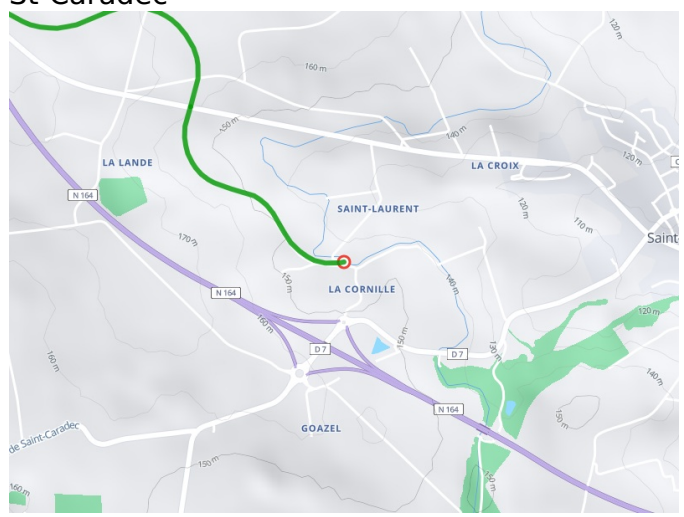 St-Caradec
120 m
160 m
150 m
140 m
120 m
LA LANDE
LA CROIX
N 164
120 m
SAINT-LAURENT
110 m
170 m
Saint
150 m
140 m
LA CORNILLE
N 164
120 m
160 m
150 m
D 7
130 m
D 7
160 m
140 m
N 164
150 m
GOAZEL
de Saint-Caradec
150 m
150 m
160 m